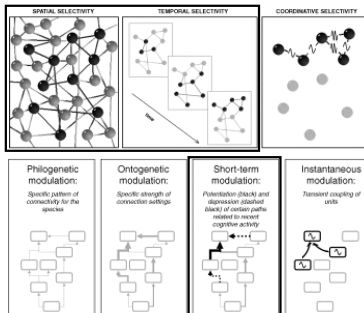 SPATIAL SELECTIVITY
TEMPORAL SELECTIVITY
COORDINATIVE SELECTIVITY
time
Philogenetic
modulation:
Specific pattern
of connectivity for the
species
Ontogenetic
modulation:
Specific strength of
connection settings
Short-term
modulation:
Potentiation (black) and
depression (dashed
black) of certain paths
related to recent
cognitive activity
Instantaneous
modulation:
Transient coupling of
units